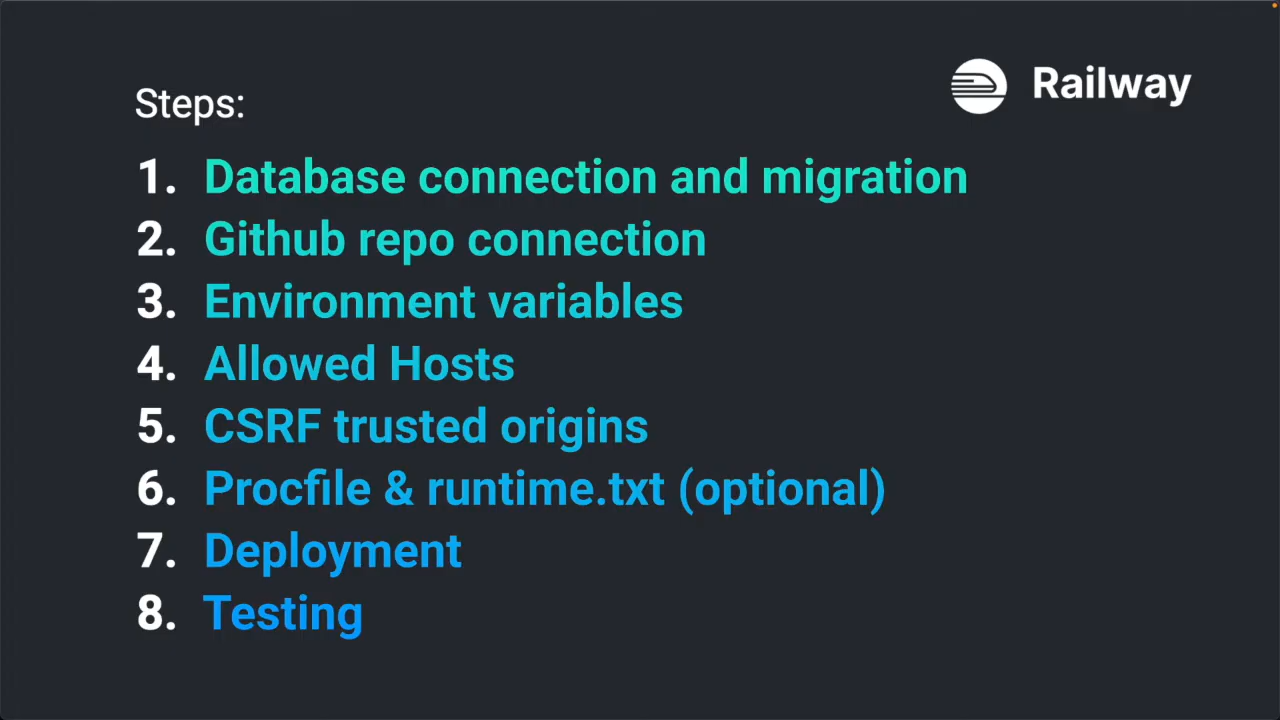 Railway
Steps:
1. Database connection and migration
2. Github repo connection
3. Environment variables
4. Allowed Hosts
5. CSRF trusted origins
6. Procfile & runtime.txt (optional)
7. Deployment
8. Testing